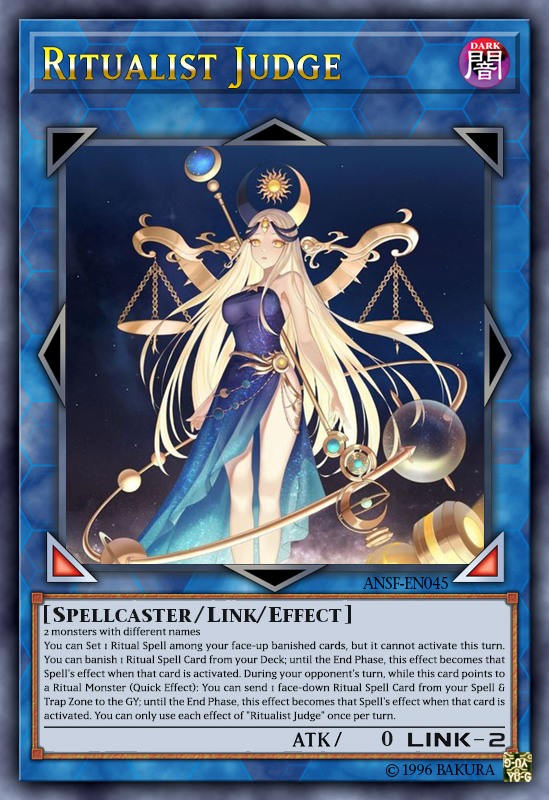 Ritualist Judge
DARK
闇
ANSF-EN045
[Spellcaster/Link/Effect]
2 monsters with different names
You can Set 1 Ritual Spell among your face-up banished cards, but it cannot activate this turn.
You can banish 1 Ritual Spell Card from your Deck; until the End Phase, this effect becomes that
Spell's effect when that card is activated. During your opponent's turn, while this card points to
a Ritual Monster (Quick Effect): You can send 1 face-down Ritual Spell Card from your Spell &
Trap Zone to the GY; until the End Phase, this effect becomes that Spell's effect when that card is
activated. You can only use each effect of "Ritualist Judge" once per turn.
ATK/ 0 LINK-2
©1996 BAKURA